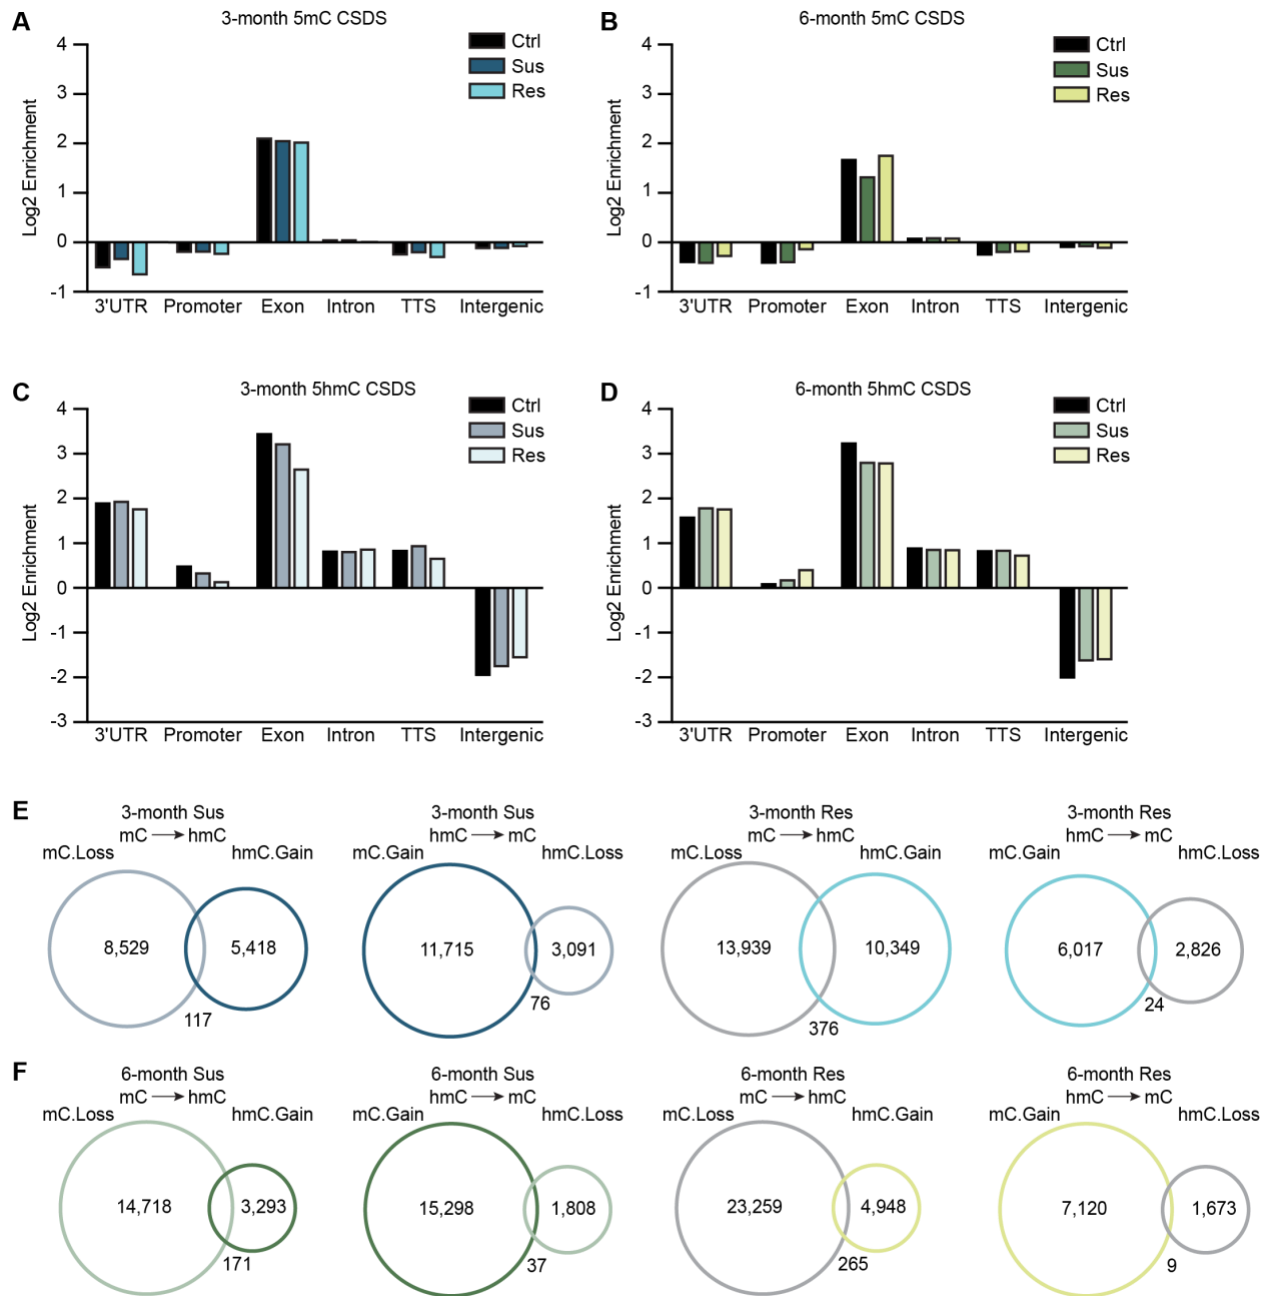 A
3-month 5mC CSDS
Log2 Enrichment
4
3
2
1
0
-1
Ctrl
Sus
Res
3'UTR Promoter Exon Intron TTS Intergenic
B
6-month 5mC CSDS
Log2 Enrichment
4
3
2
1
0
-1
Ctrl
Sus
Res
3'UTR Promoter Exon Intron TTS Intergenic
C
3-month 5hmC CSDS
Log2 Enrichment
4
3
2
1
0
-1
-2
-3
Ctrl
Sus
Res
3'UTR Promoter Exon Intron TTS Intergenic
D
6-month 5hmC CSDS
Log2 Enrichment
4
3
2
1
0
-1
-2
-3
Ctrl
Sus
Res
3'UTR Promoter Exon Intron TTS Intergenic
E
3-month Sus
mC → hmC
mC.Loss hmC.Gain
8,529 5,418
117
3-month Sus
hmC → mC
mC.Gain hmC.Loss
11,715 3,091
76
3-month Res
mC → hmC
mC.Loss hmC.Gain
13,939 10,349
376
3-month Res
hmC → mC
mC.Gain hmC.Loss
6,017 2,826
24
F
6-month Sus
mC → hmC
mC.Loss hmC.Gain
14,718 3,293
171
6-month Sus
hmC → mC
mC.Gain hmC.Loss
15,298 1,808
37
6-month Res
mC → hmC
mC.Loss hmC.Gain
23,259 4,948
265
6-month Res
hmC → mC
mC.Gain hmC.Loss
7,120 1,673
9